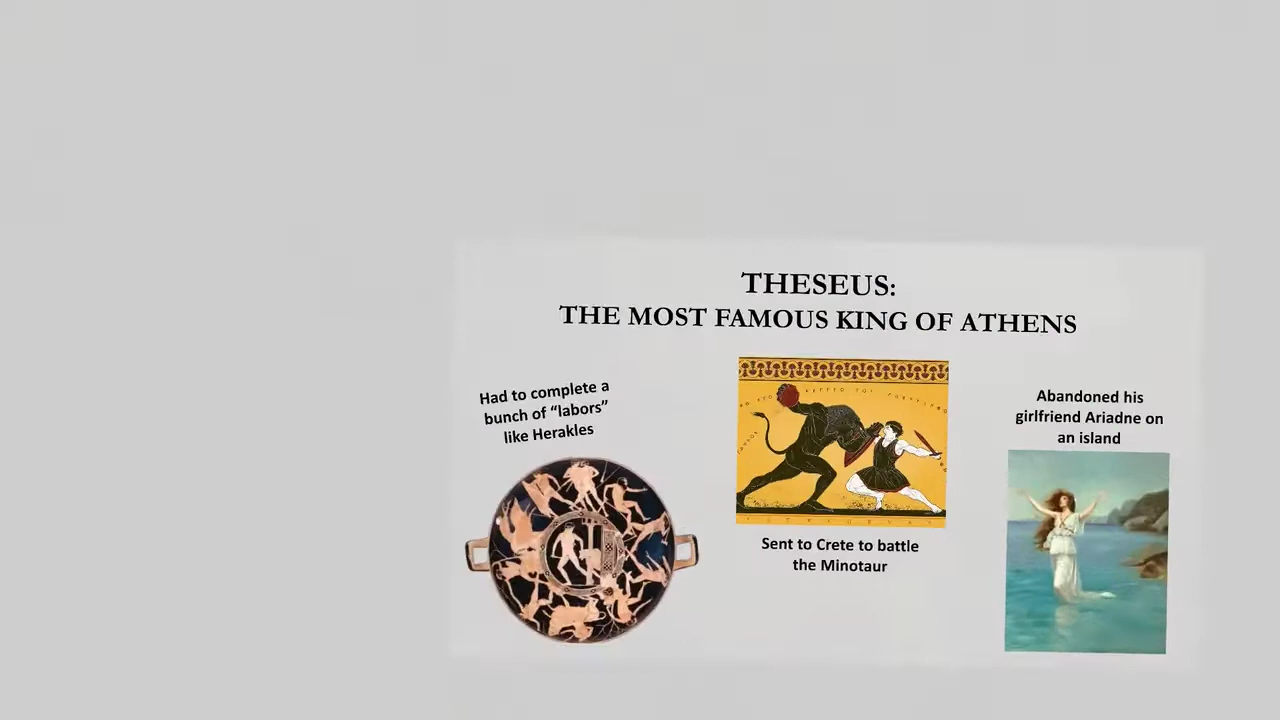 THESEUS:
THE MOST FAMOUS KING OF ATHENS
Had to complete a
bunch of “labors”
like Herakles
Sent to Crete to battle
the Minotaur
Abandoned his
girlfriend Ariadne on
an island